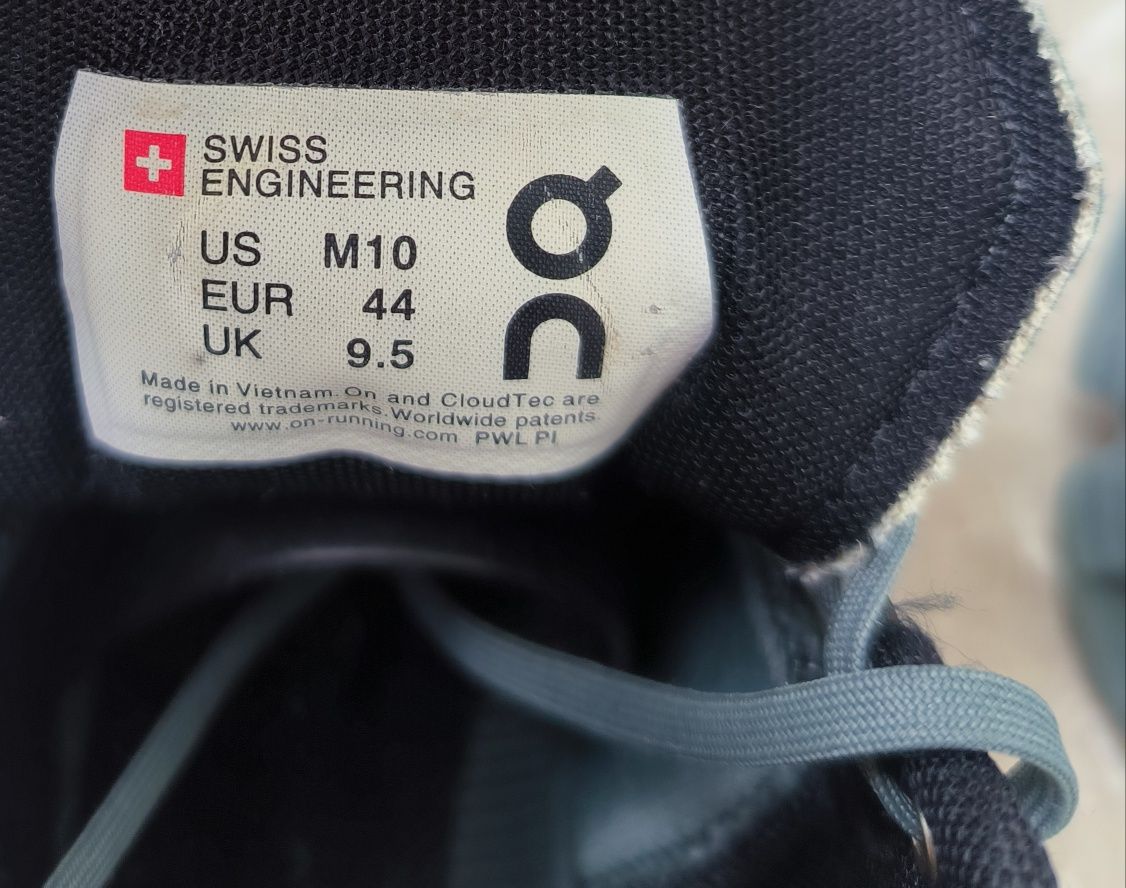 SWISS
ENGINEERING
US M10
EUR 44
UK 9.5
On
Made in Vietnam. On and CloudTec are
registered trademarks. Worldwide patents.
www.on-running.com PWL PI